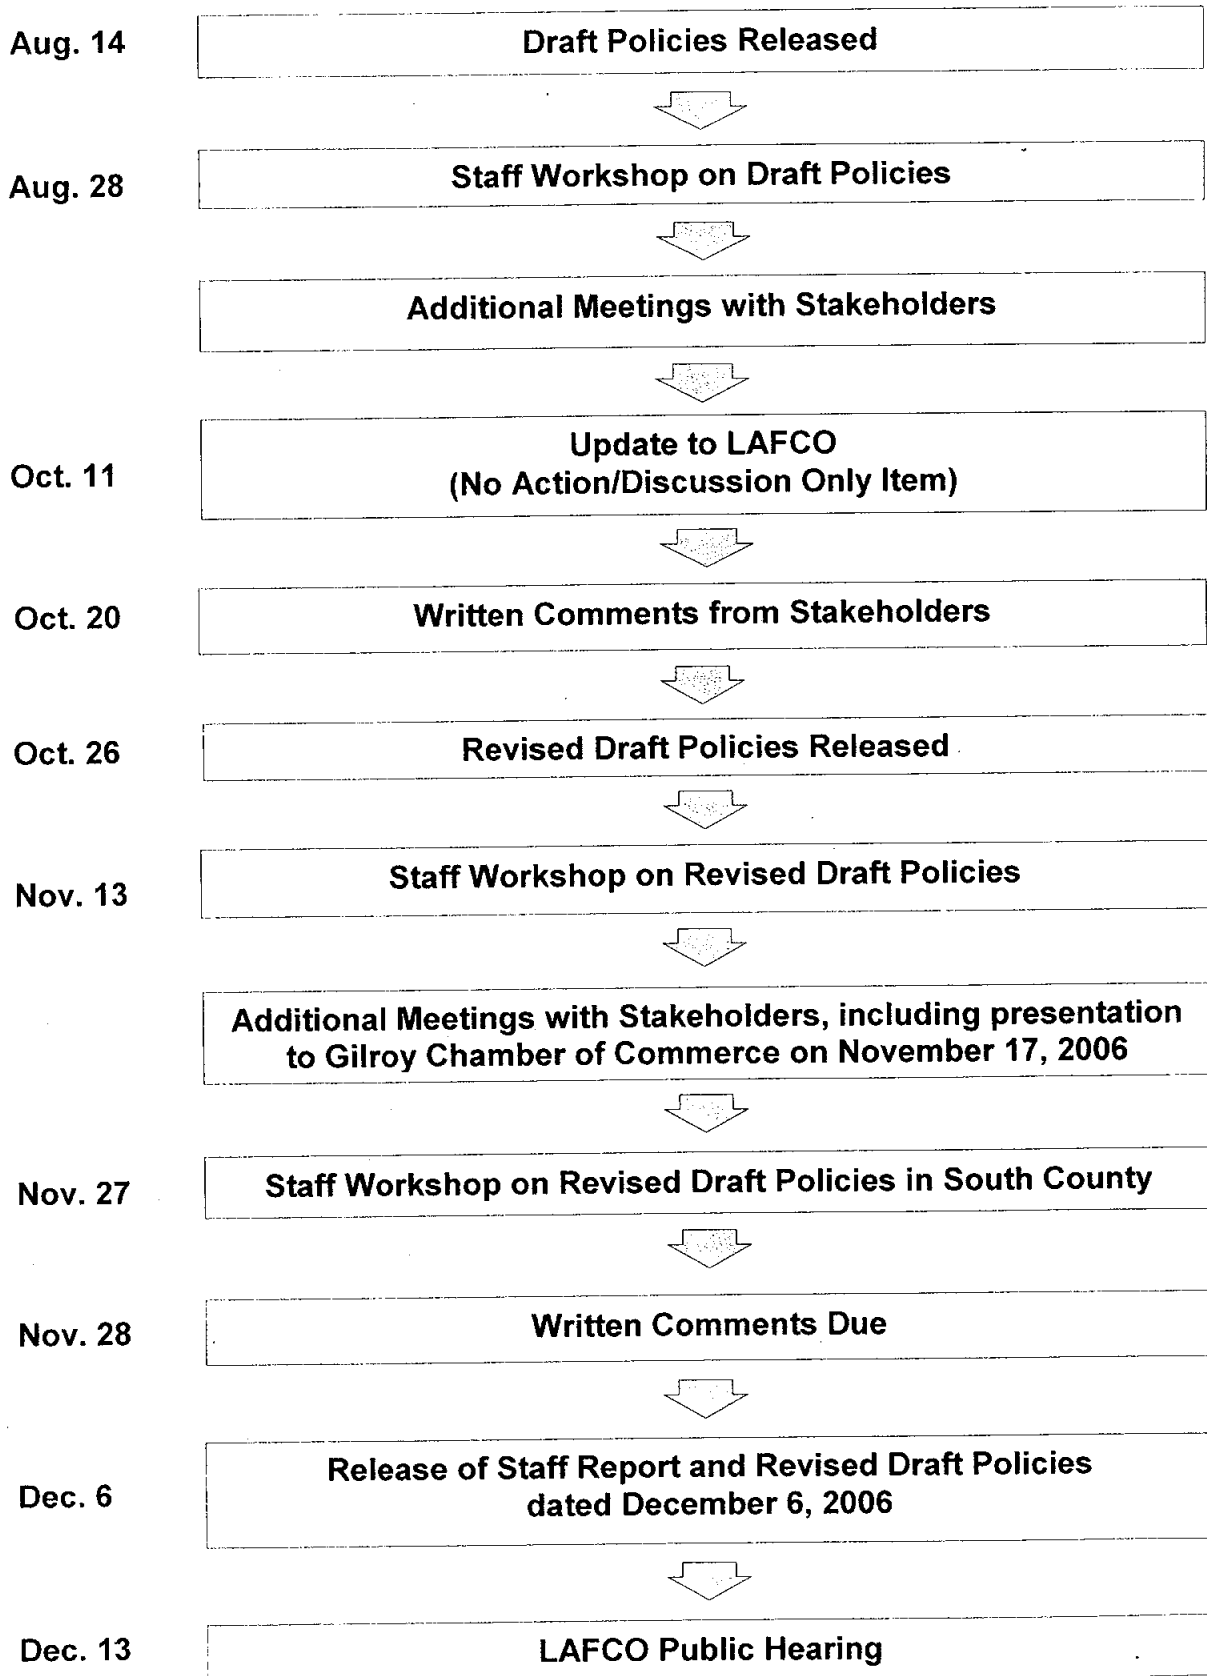 Aug. 14
Draft Policies Released
Aug. 28
Staff Workshop on Draft Policies
Additional Meetings with Stakeholders
Oct. 11
Update to LAFCO
(No Action/Discussion Only Item)
Oct. 20
Written Comments from Stakeholders
Oct. 26
Revised Draft Policies Released
Nov. 13
Staff Workshop on Revised Draft Policies
Additional Meetings with Stakeholders, including presentation
to Gilroy Chamber of Commerce on November 17, 2006
Nov. 27
Staff Workshop on Revised Draft Policies in South County
Nov. 28
Written Comments Due
Dec. 6
Release of Staff Report and Revised Draft Policies
dated December 6, 2006
Dec. 13
LAFCO Public Hearing